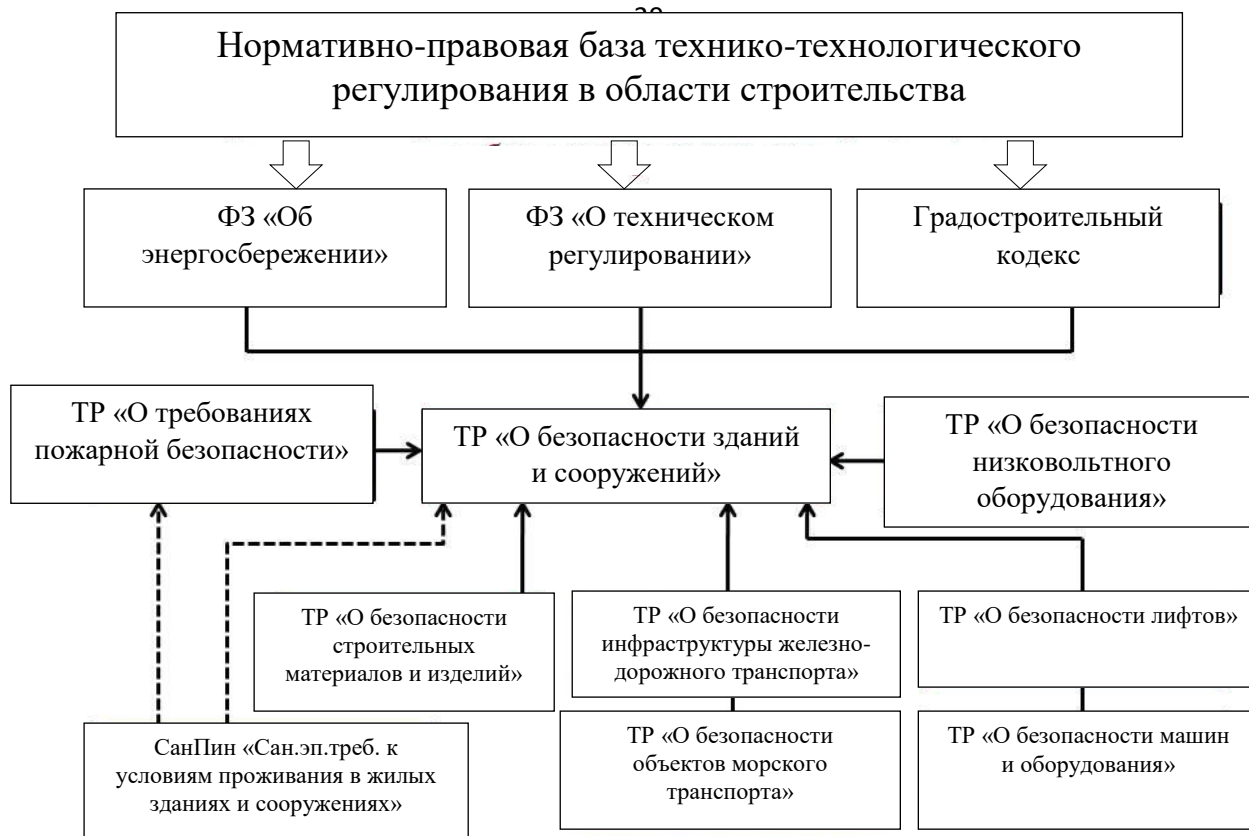 Нормативно-правовая база технико-технологического
регулирования в области строительства
ФЗ «Об
энергосбережении»
ФЗ «О техническом
регулировании»
Градостроительный
кодекс
ТР «О требованиях
пожарной безопасности»
ТР «О безопасности зданий
и сооружений»
ТР «О безопасности
низковольтного
оборудования»
ТР «О безопасности
строительных
материалов и изделий»
ТР «О безопасности
инфраструктуры железно-
дорожного транспорта»
ТР «О безопасности лифтов»
СанПин «Сан.эп.треб. к
условиям проживания в жилых
зданиях и сооружениях»
ТР «О безопасности
объектов морского
транспорта»
ТР «О безопасности машин
и оборудования»